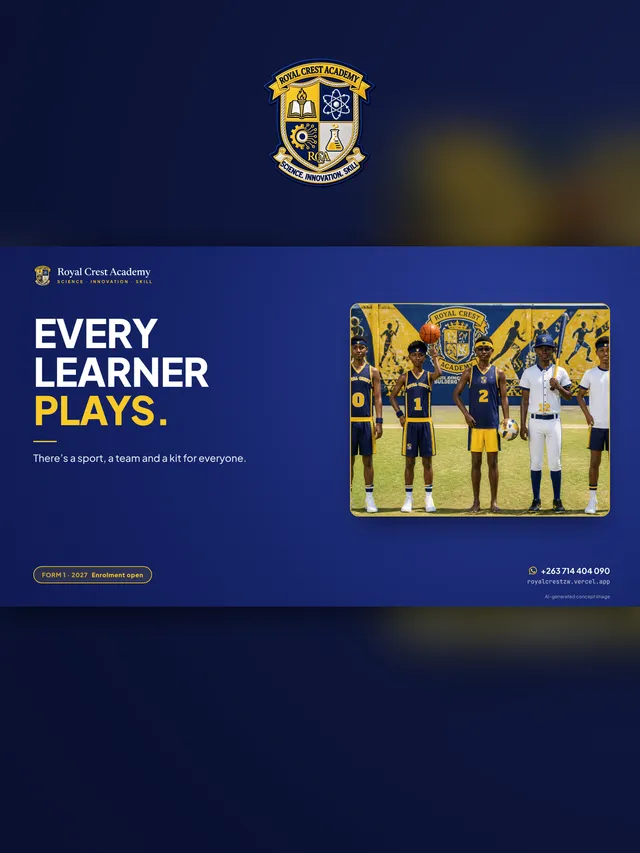 ROYAL CREST ACADEMY
RCA
SCIENCE. INNOVATION. SKILL
Royal Crest Academy
SCIENCE · INNOVATION · SKILL
EVERY
LEARNER
PLAYS.
There's a sport, a team and a kit for everyone.
ROYAL CREST
ACADEMY
0
1
2
12
FORM 1 · 2027 Enrolment open
+263 714 404 090
royalcrestzw.vercel.app
AI-generated concept image